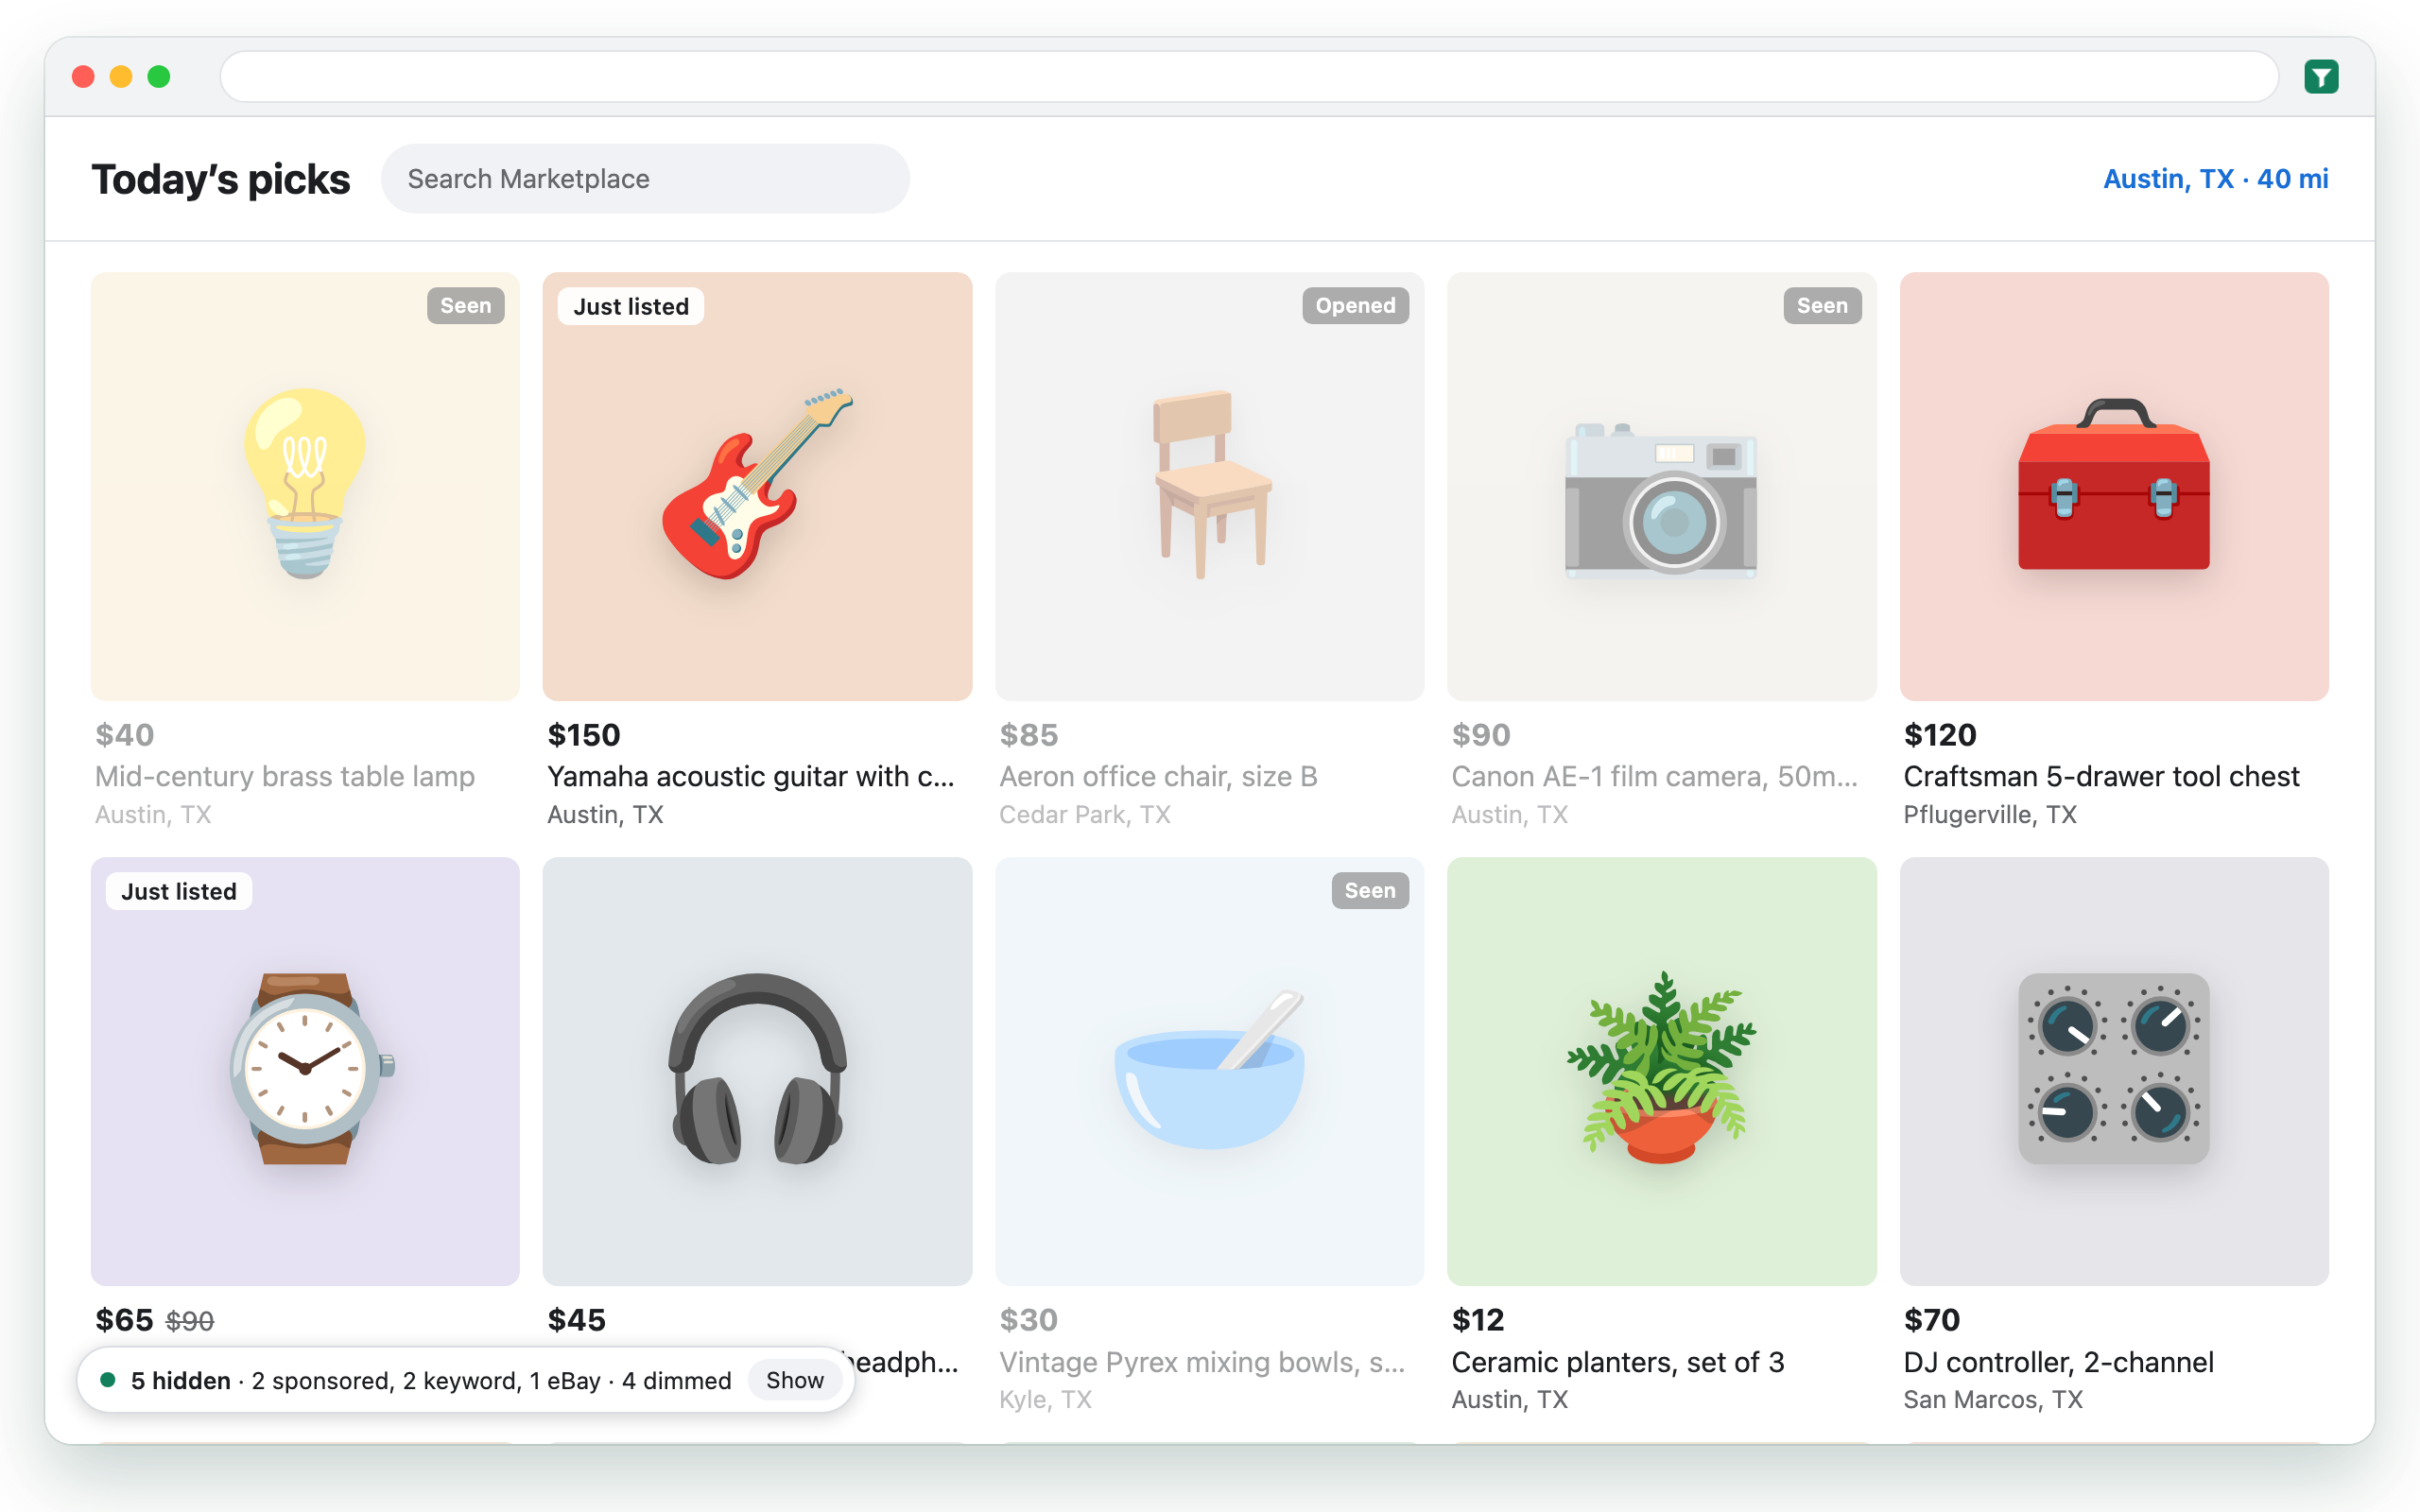 Today's picks
Search Marketplace
Austin, TX · 40 mi
Seen
Just listed
Opened
Seen
$40
Mid-century brass table lamp
Austin, TX
$150
Yamaha acoustic guitar with c...
Austin, TX
$85
Aeron office chair, size B
Cedar Park, TX
$90
Canon AE-1 film camera, 50m...
Austin, TX
$120
Craftsman 5-drawer tool chest
Pflugerville, TX
Just listed
Seen
$65 $90
$45
headph...
$30
Vintage Pyrex mixing bowls, s...
Kyle, TX
$12
Ceramic planters, set of 3
Austin, TX
$70
DJ controller, 2-channel
San Marcos, TX
5 hidden · 2 sponsored, 2 keyword, 1 eBay · 4 dimmed Show